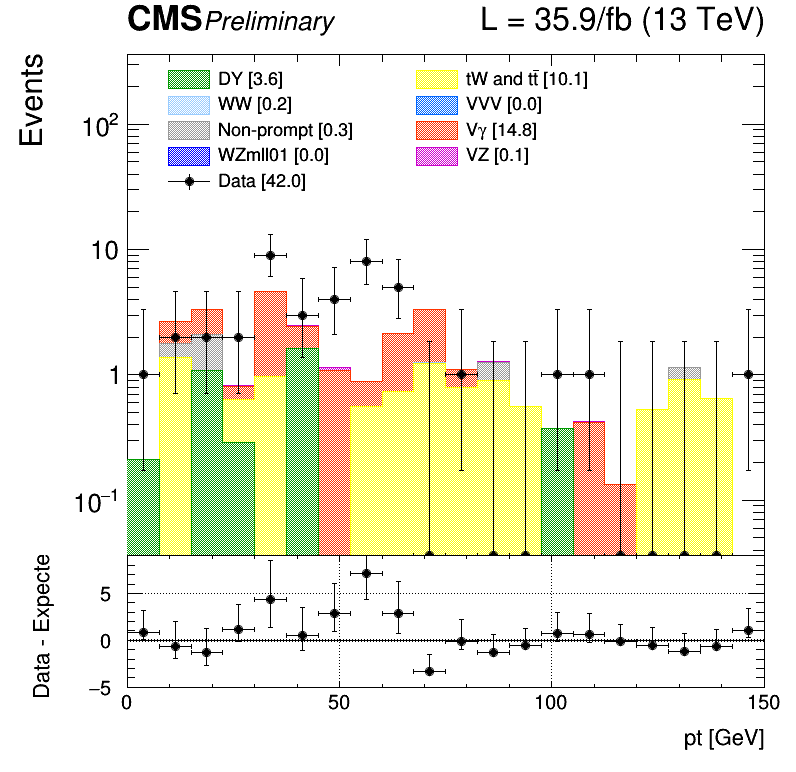 CMS Preliminary L = 35.9/fb (13 TeV)
Events
DY [3.6]
tW and tt̄ [10.1]
WW [0.2]
VVV [0.0]
Non-prompt [0.3]
Vγ [14.8]
WZmll01 [0.0]
VZ [0.1]
Data [42.0]
10²
10
1
10⁻¹
Data - Expecte
5
0
−5
0 50 100 150
pt [GeV]